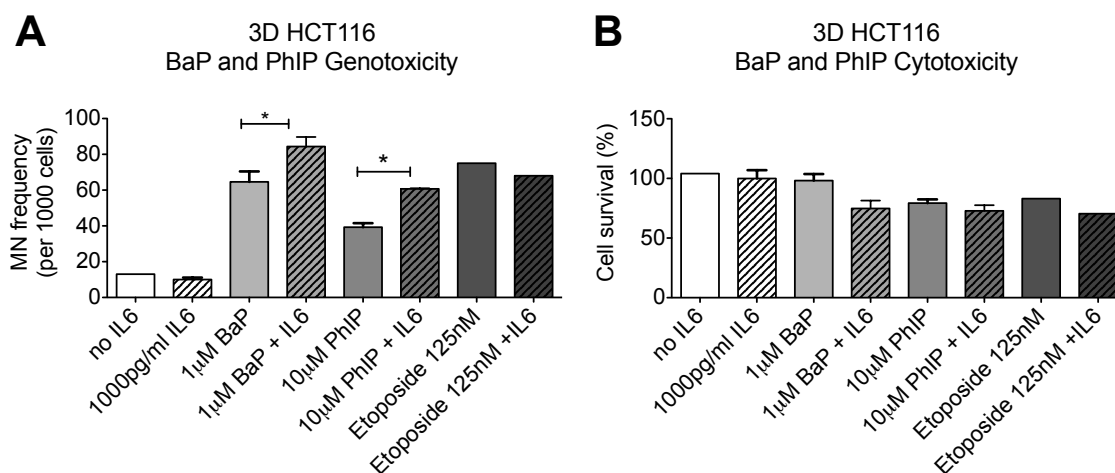 A
3D HCT116
BaP and PhIP Genotoxicity
MN frequency
(per 1000 cells)
100
80
60
40
20
0
*
*
no IL6
1000pg/ml IL6
1μM BaP
1μM BaP + IL6
10μM PhIP
10μM PhIP + IL6
Etoposide 125nM
Etoposide 125nM +IL6
B
3D HCT116
BaP and PhIP Cytotoxicity
Cell survival (%)
150
100
50
0
no IL6
1000pg/ml IL6
1μM BaP
1μM BaP + IL6
10μM PhIP
10μM PhIP + IL6
Etoposide 125nM
Etoposide 125nM +IL6